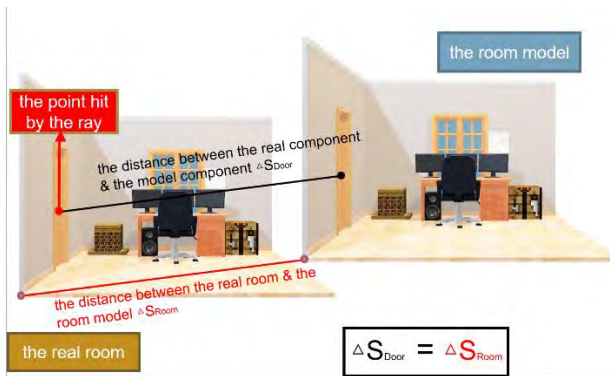 the room model
the point hit
by the ray
the distance between the real component
& the model component △SDoor
the distance between the real room & the
room model △SRoom
the real room
△SDoor = △SRoom